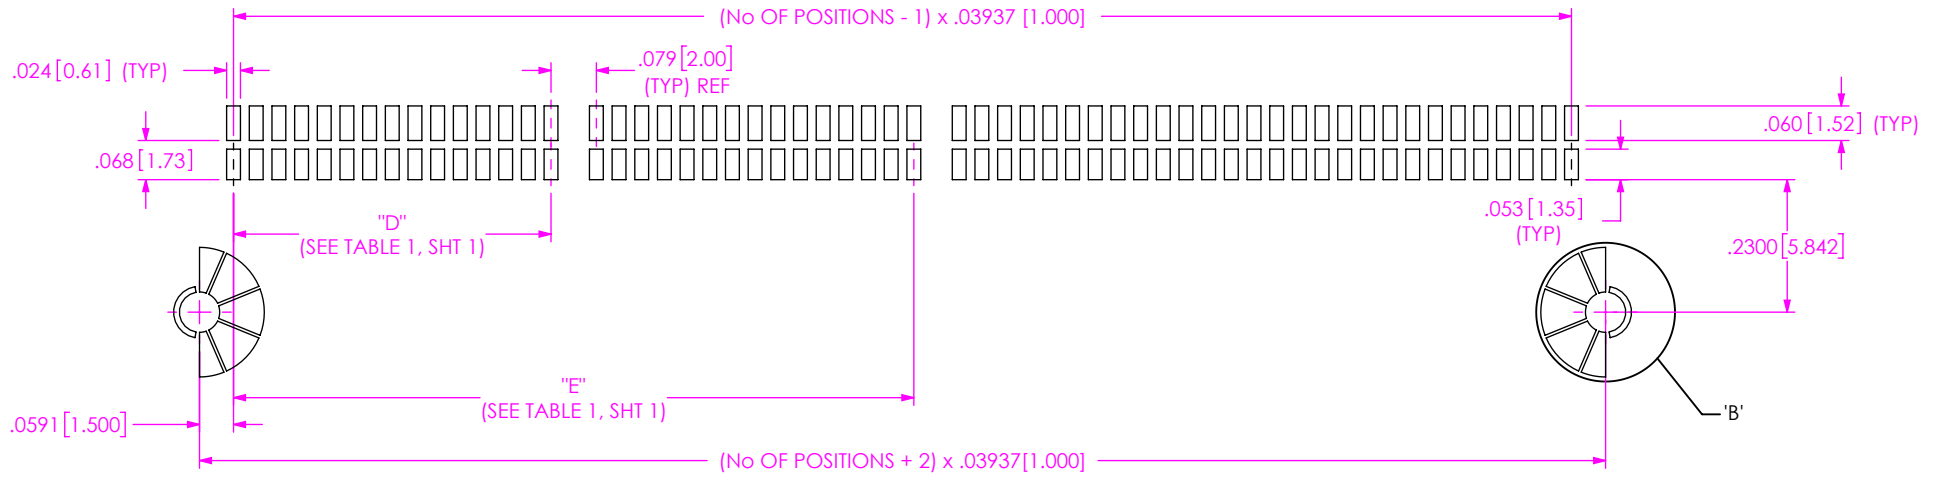 (No OF POSITIONS - 1) x .03937 [1.000]
.024[0.61] (TYP)
.079[2.00]
(TYP) REF
.060[1.52] (TYP)
.068[1.73]
.053[1.35]
(TYP)
"D"
(SEE TABLE 1, SHT 1)
.2300[5.842]
"E"
(SEE TABLE 1, SHT 1)
'B'
.0591[1.500]
(No OF POSITIONS + 2) x .03937[1.000]